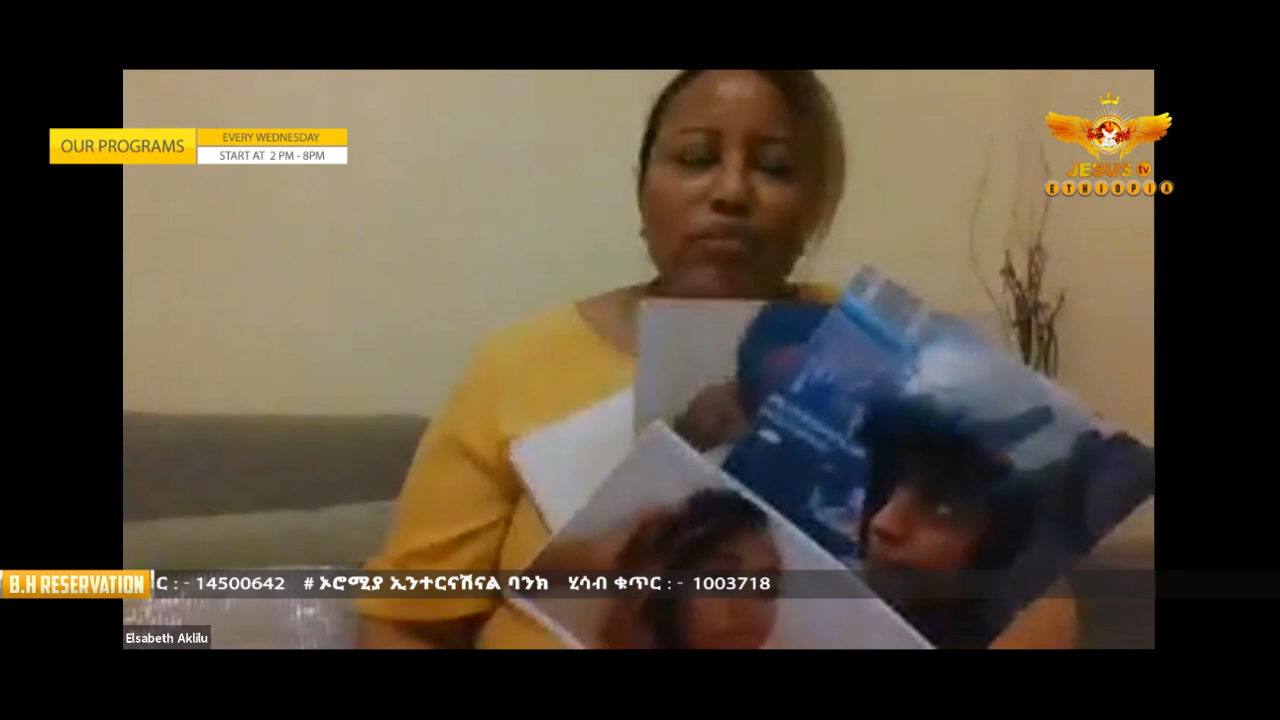 OUR PROGRAMS
EVERY WEDNESDAY
START AT 2 PM - 8PM
JESUS tv
ETHIOPIA
B.H RESERVATION
ር : - 14500642 # ኦሮሚያ ኢንተርናሽናል ባንክ ሂሳብ ቁጥር : - 1003718
Elsabeth Aklilu